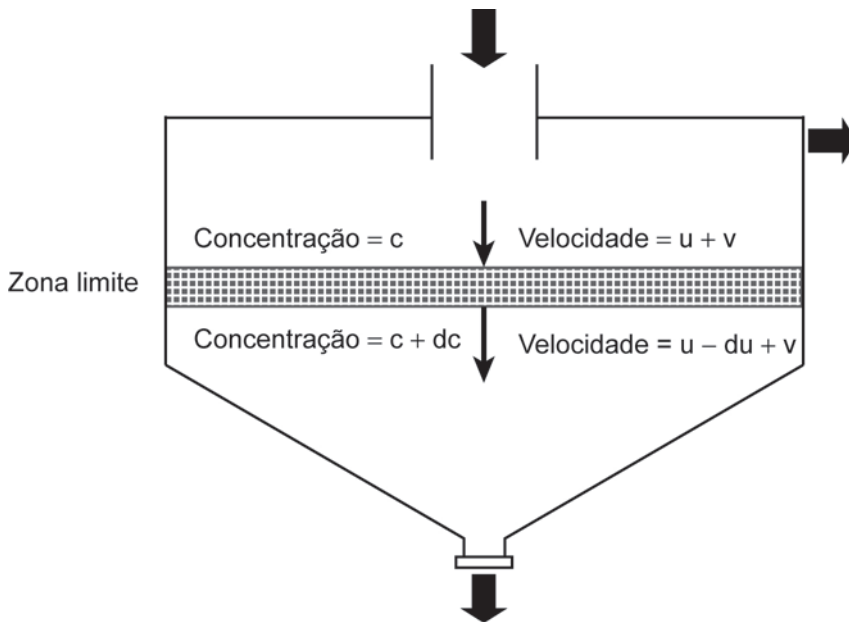 Concentração = c
Velocidade = u + v
Zona limite
Concentração = c + dc
Velocidade = u − du + v